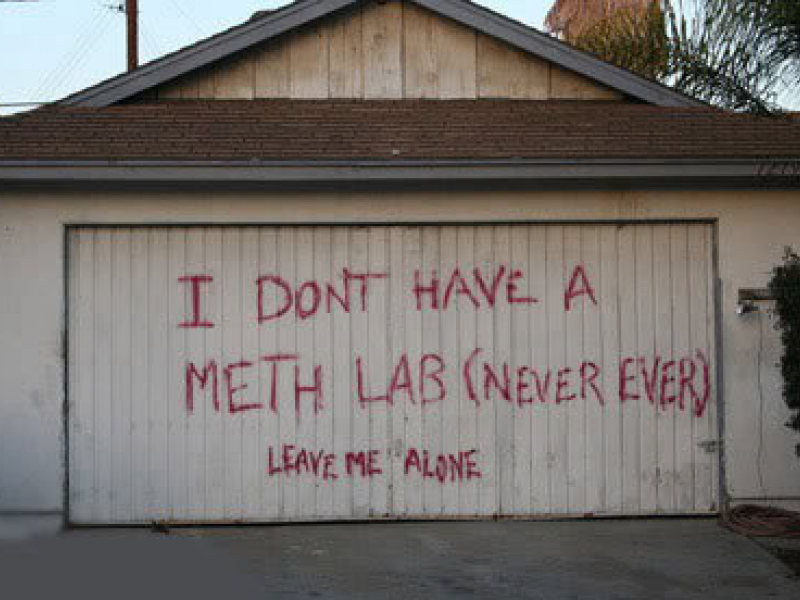 I DONT HAVE A
METH LAB (NEVER EVER)
LEAVE ME ALONE